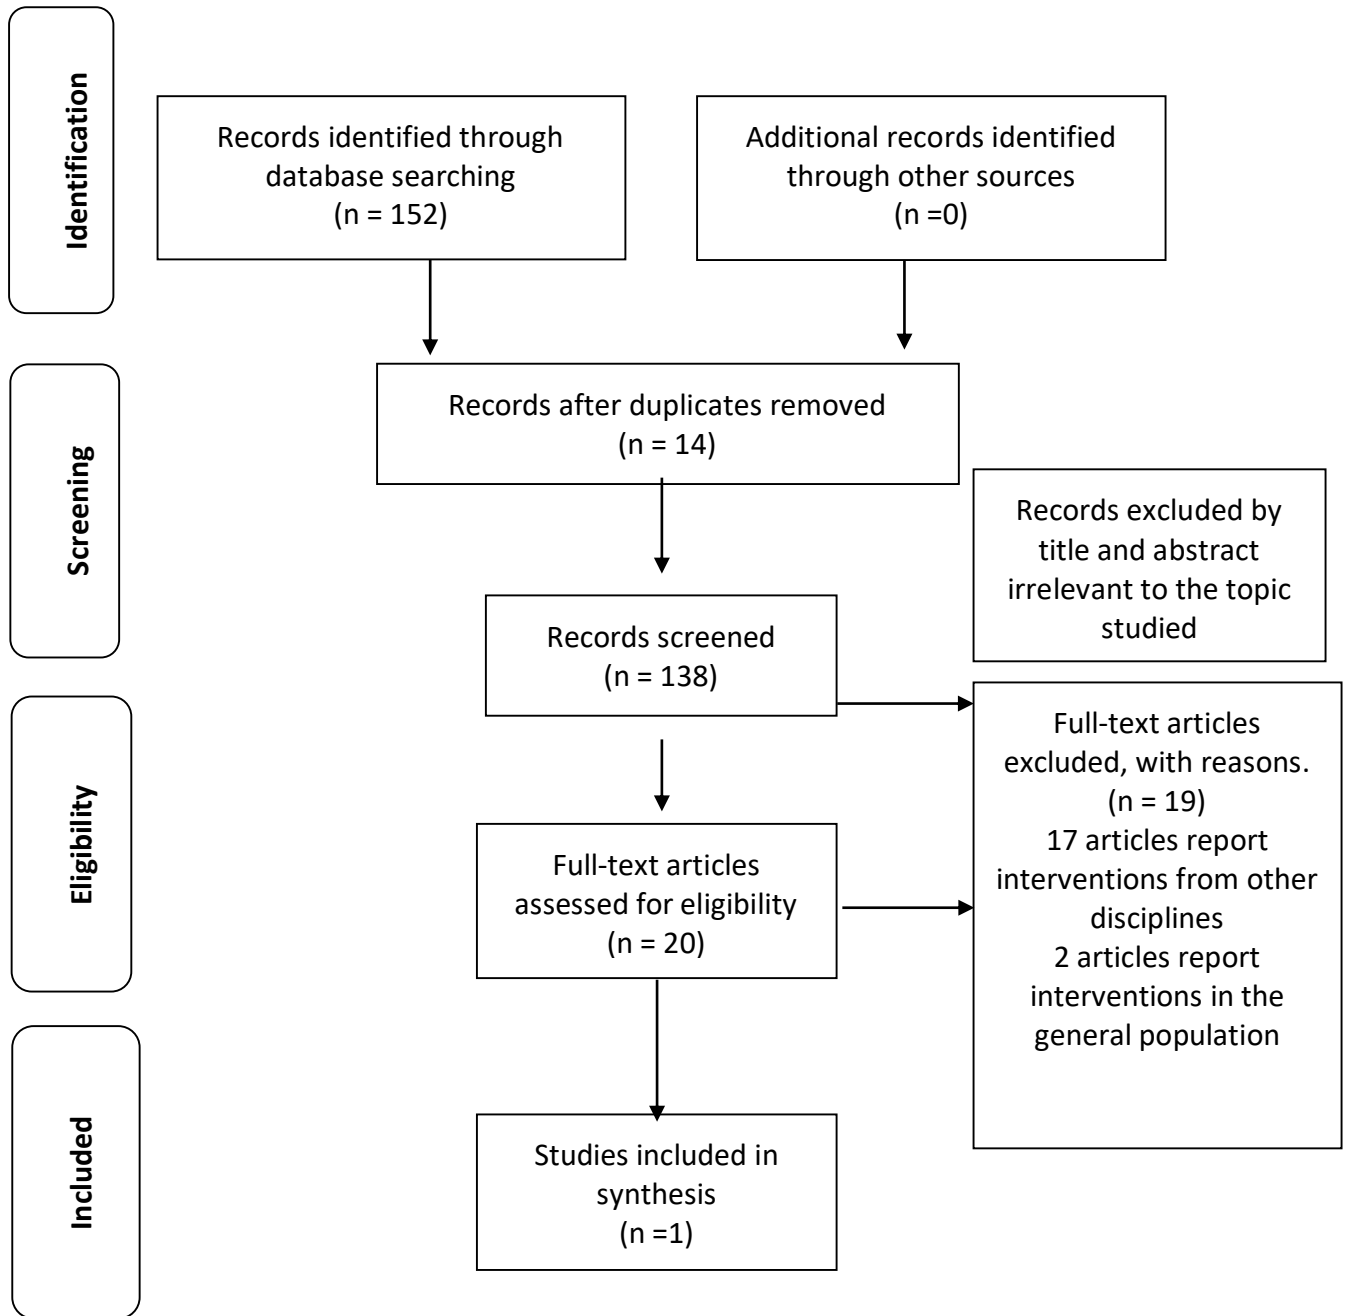 Identification
Records identified through
database searching
(n = 152)
Additional records identified
through other sources
(n =0)
Screening
Records after duplicates removed
(n = 14)
Records excluded by
title and abstract
irrelevant to the topic
studied
Records screened
(n = 138)
Eligibility
Full-text articles
assessed for eligibility
(n = 20)
Full-text articles
excluded, with reasons.
(n = 19)
17 articles report
interventions from other
disciplines
2 articles report
interventions in the
general population
Included
Studies included in
synthesis
(n =1)